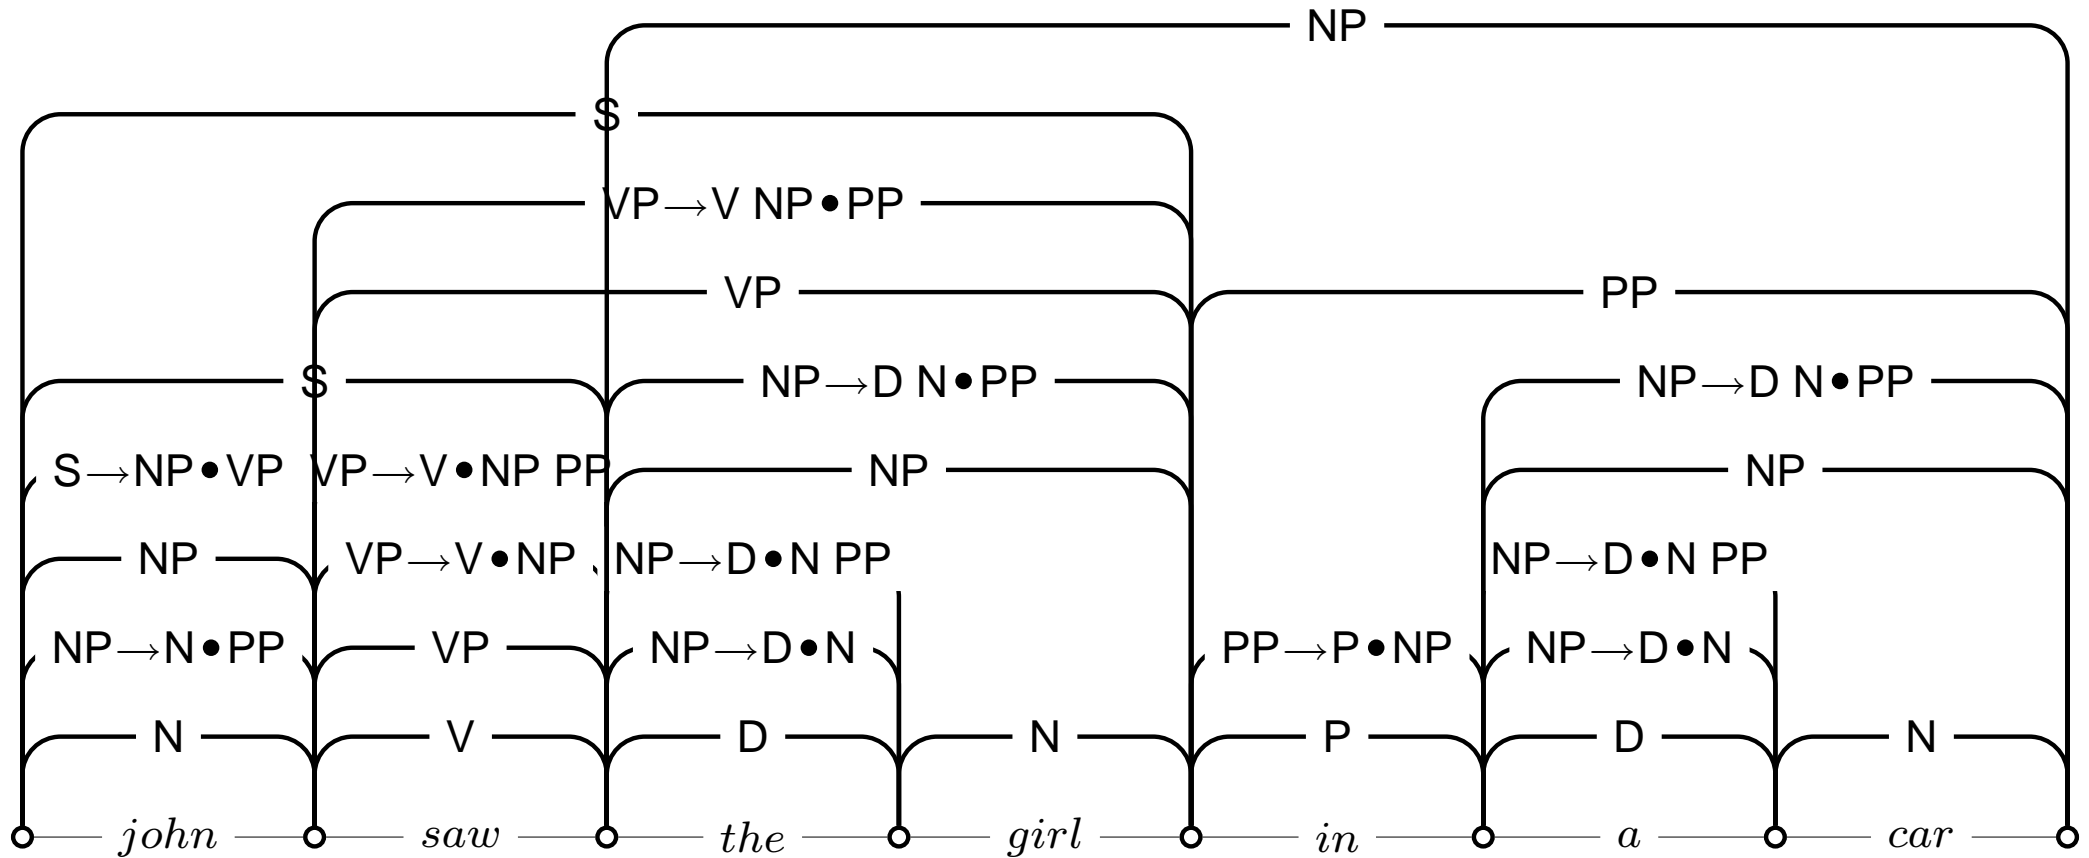 NP
S
VP→V NP•PP
VP PP
S NP→D N•PP NP→D N•PP
S→NP•VP VP→V•NP PP NP NP
NP VP→V•NP NP→D•N PP NP→D•N PP
NP→N•PP VP NP→D•N PP→P•NP NP→D•N
N V D N P D N
john saw the girl in a car